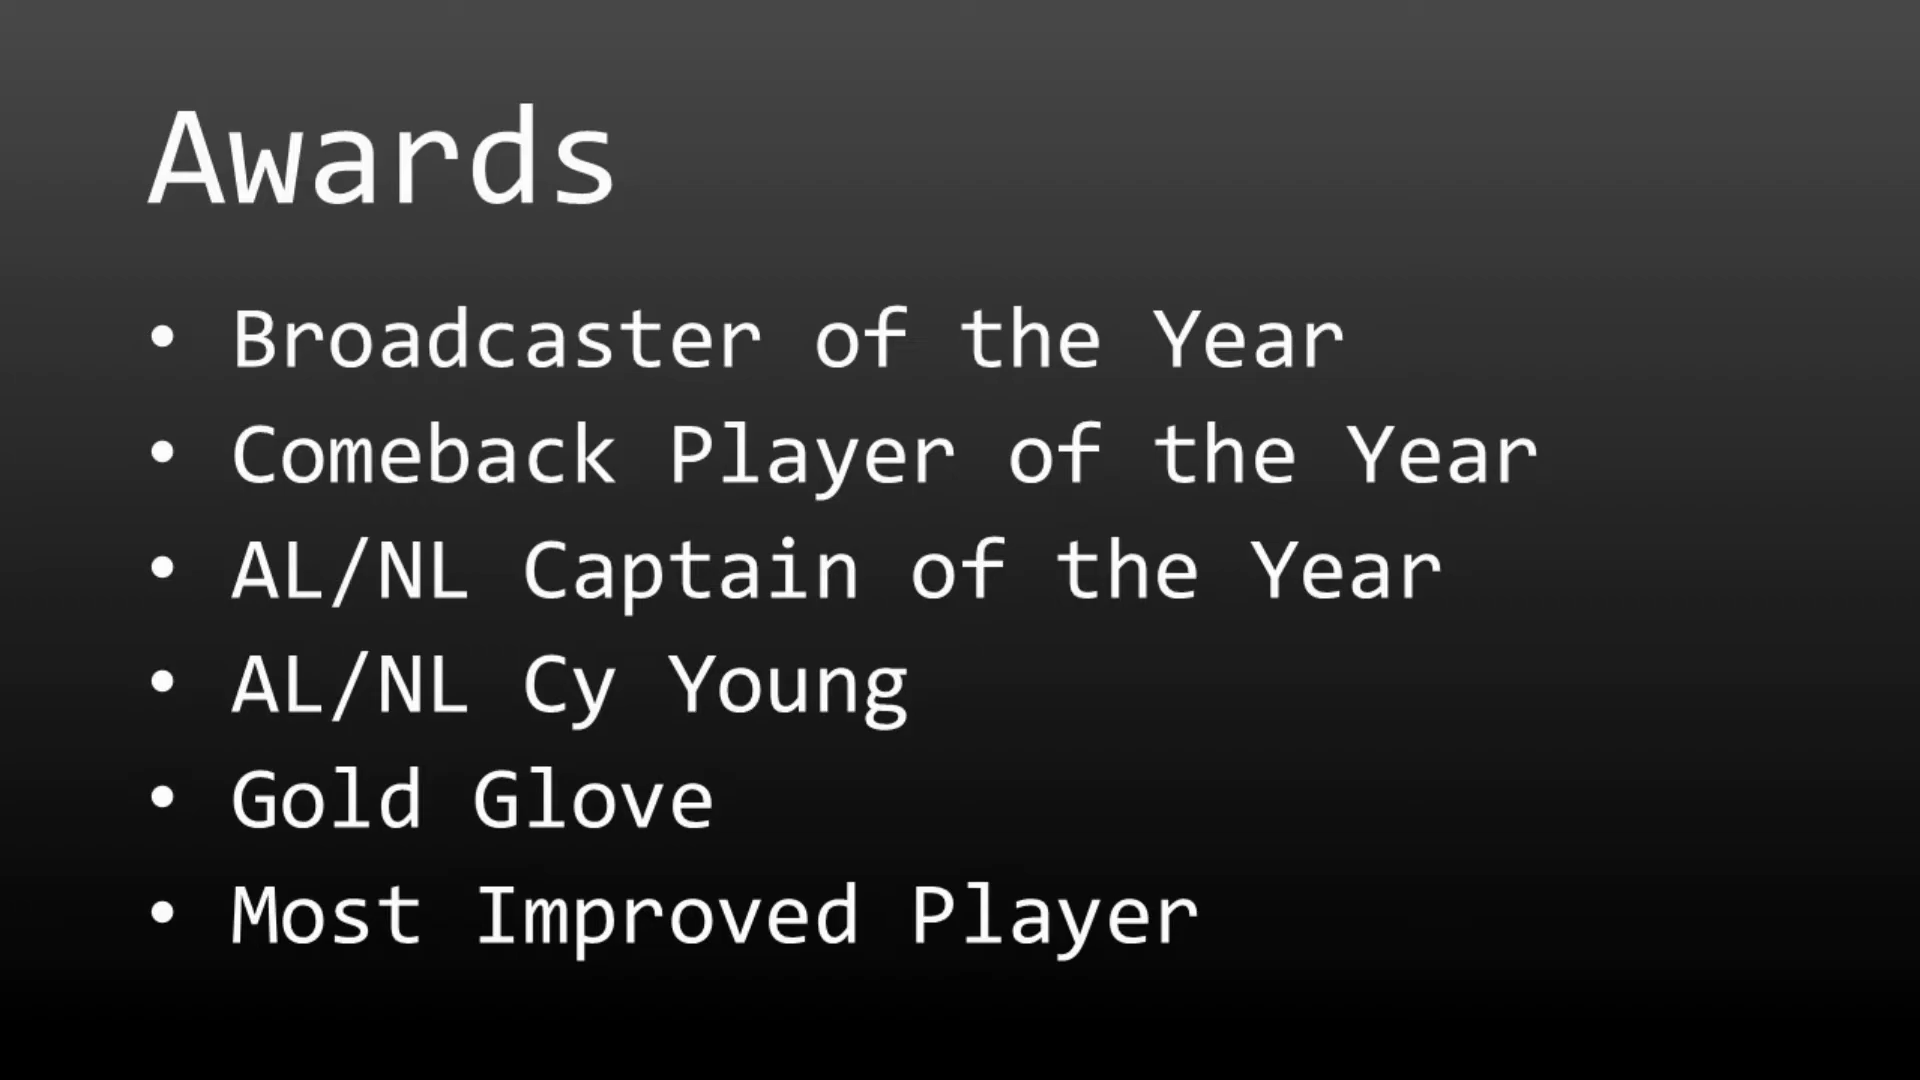 Awards
• Broadcaster of the Year
• Comeback Player of the Year
• AL/NL Captain of the Year
• AL/NL Cy Young
• Gold Glove
• Most Improved Player